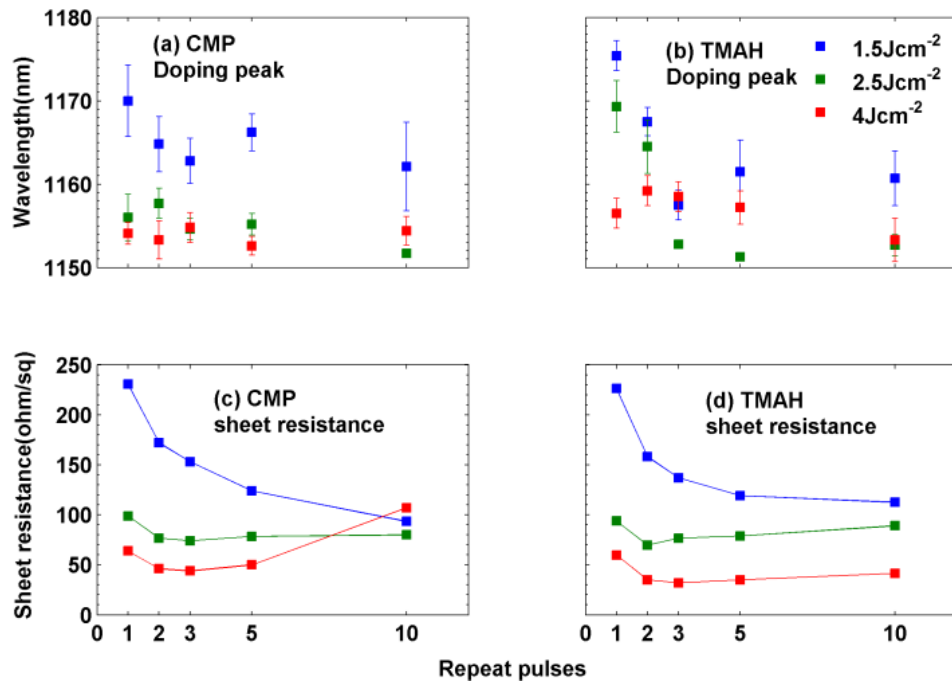 1180
1170
1160
1150
Wavelength(nm)
(a) CMP
Doping peak
(b) TMAH
Doping peak
1.5Jcm-2
2.5Jcm-2
4Jcm-2
250
200
150
100
50
0
Sheet resistance(ohm/sq)
(c) CMP
sheet resistance
(d) TMAH
sheet resistance
0 1 2 3 5 10
0 1 2 3 5 10
Repeat pulses